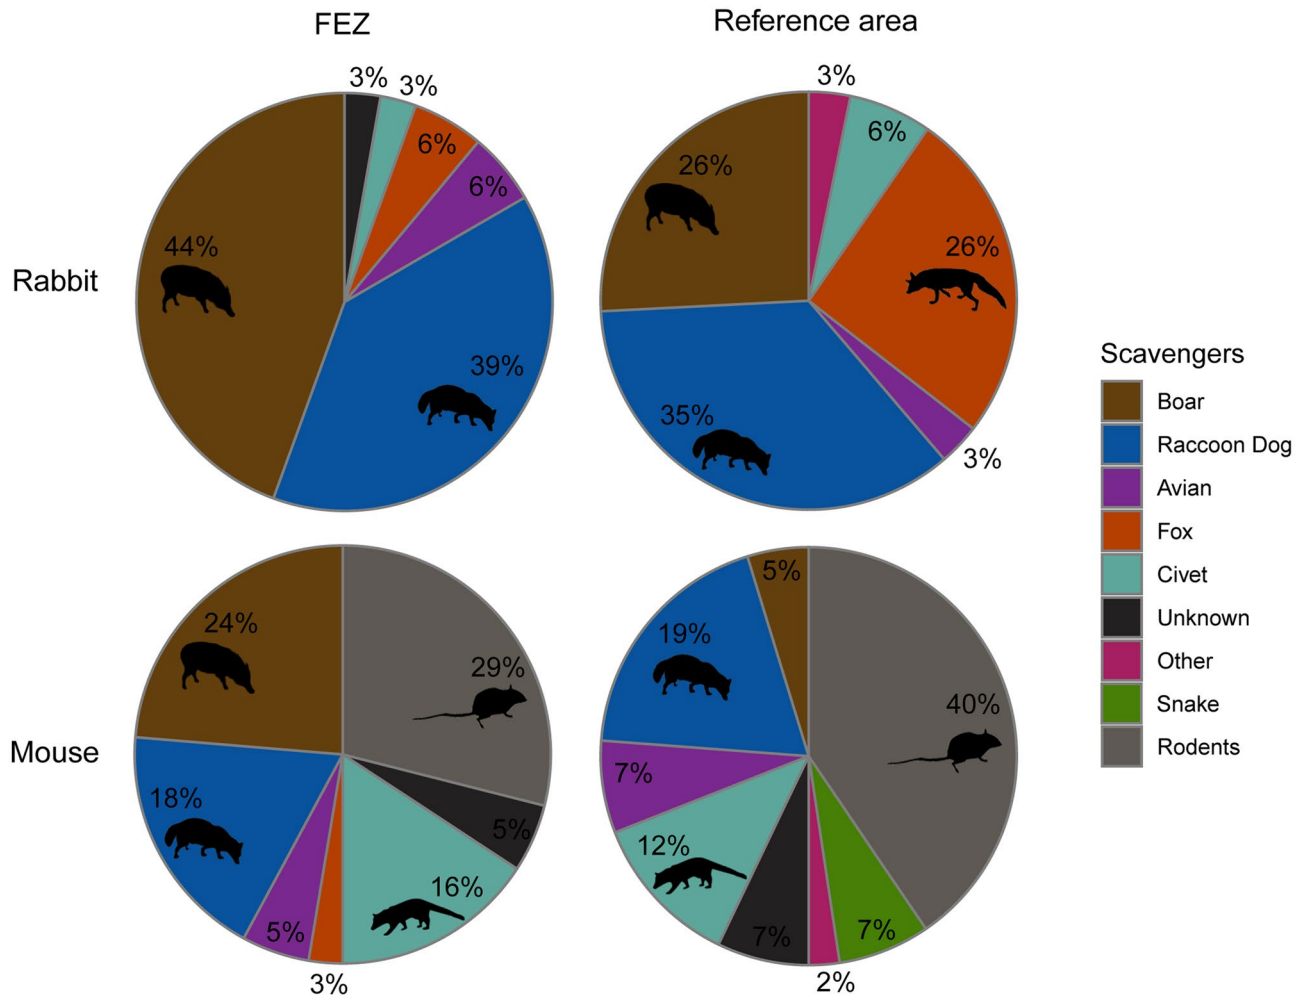 FEZ
Reference area
Rabbit
3%
3%
6%
6%
39%
44%
3%
6%
26%
3%
35%
26%
Mouse
29%
5%
16%
3%
5%
18%
24%
40%
7%
2%
7%
12%
7%
19%
5%
Scavengers
Boar
Raccoon Dog
Avian
Fox
Civet
Unknown
Other
Snake
Rodents